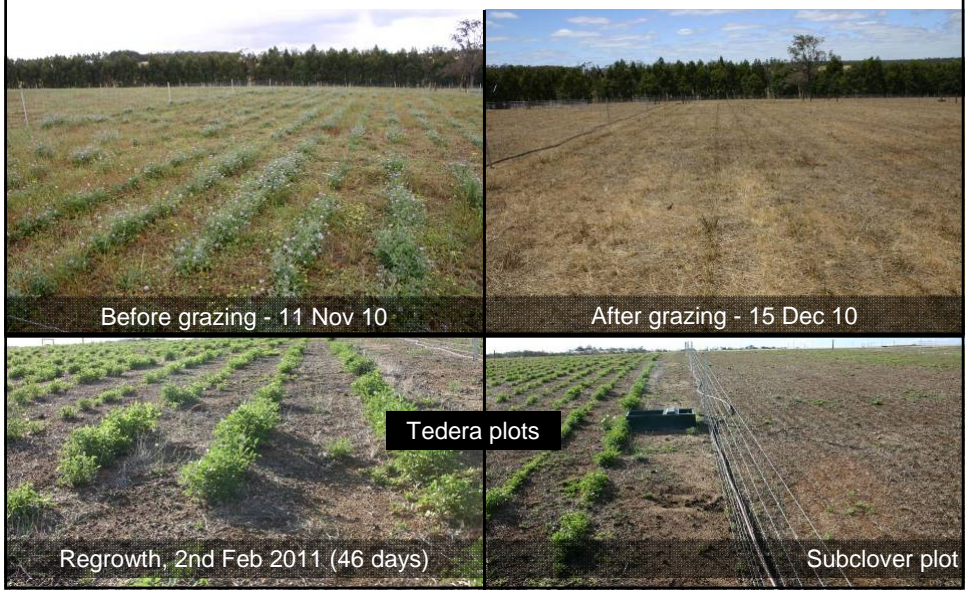 Before grazing - 11 Nov 10
After grazing - 15 Dec 10
Tedera plots
Regrowth, 2nd Feb 2011 (46 days)
Subclover plot